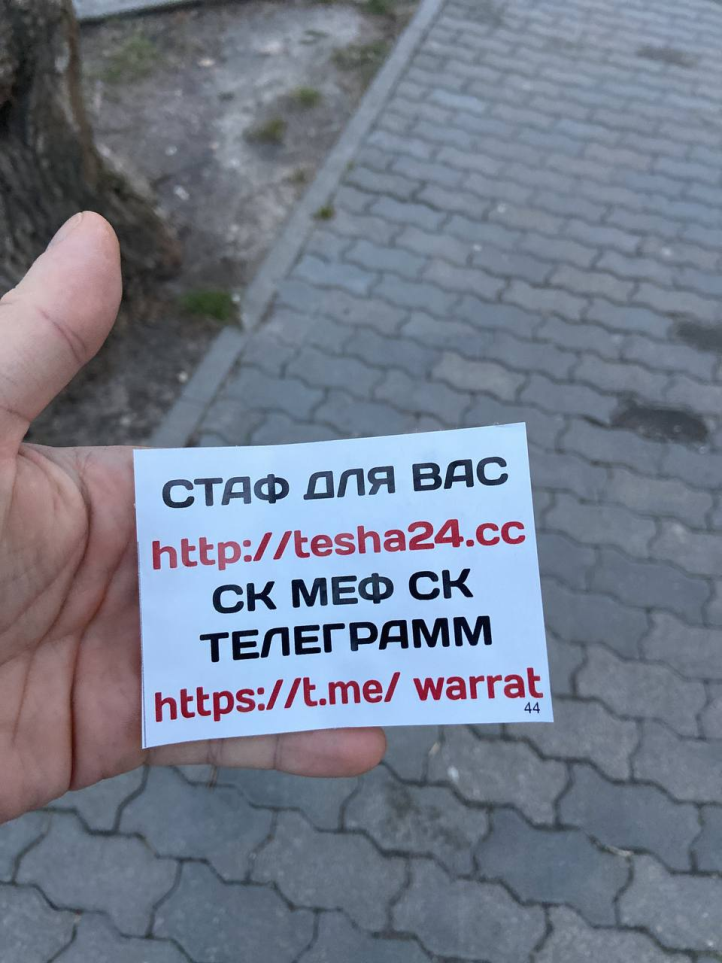 СТАФ ДЛЯ ВАС
http://tesha24.cc
СК МЕФ СК
ТЕЛЕГРАММ
https://t.me/ warrat
44